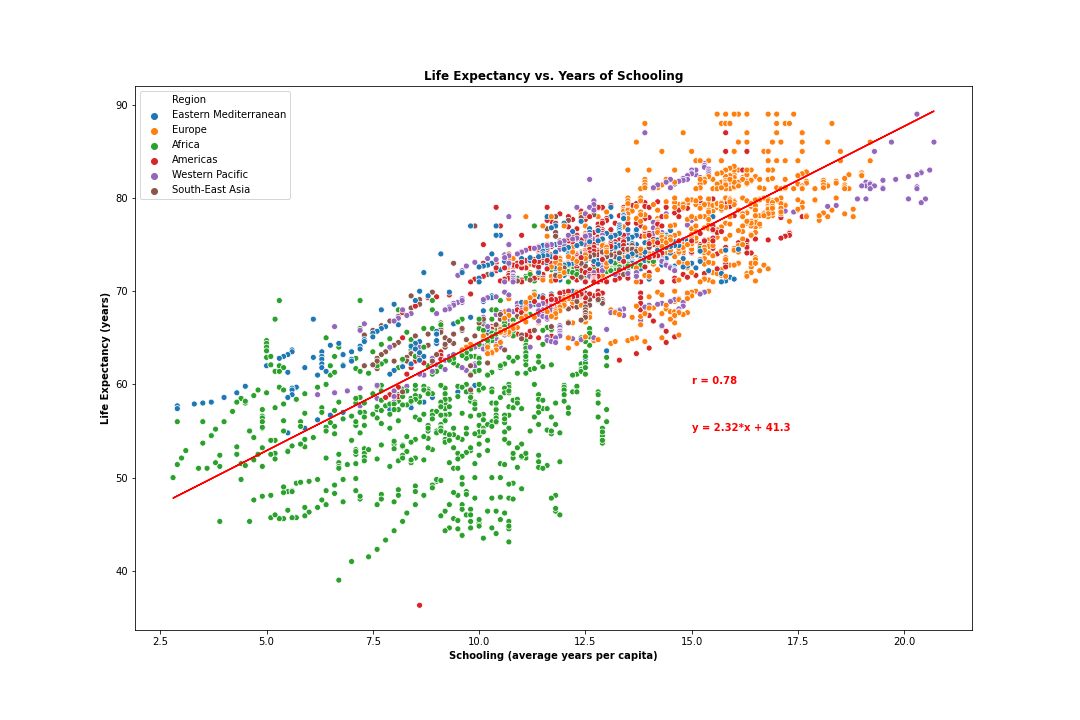 Life Expectancy vs. Years of Schooling
Region
Eastern Mediterranean
Europe
Africa
Americas
Western Pacific
South-East Asia
90
80
70
60
50
40
Life Expectancy (years)
r = 0.78
y = 2.32*x + 41.3
2.5 5.0 7.5 10.0 12.5 15.0 17.5 20.0
Schooling (average years per capita)